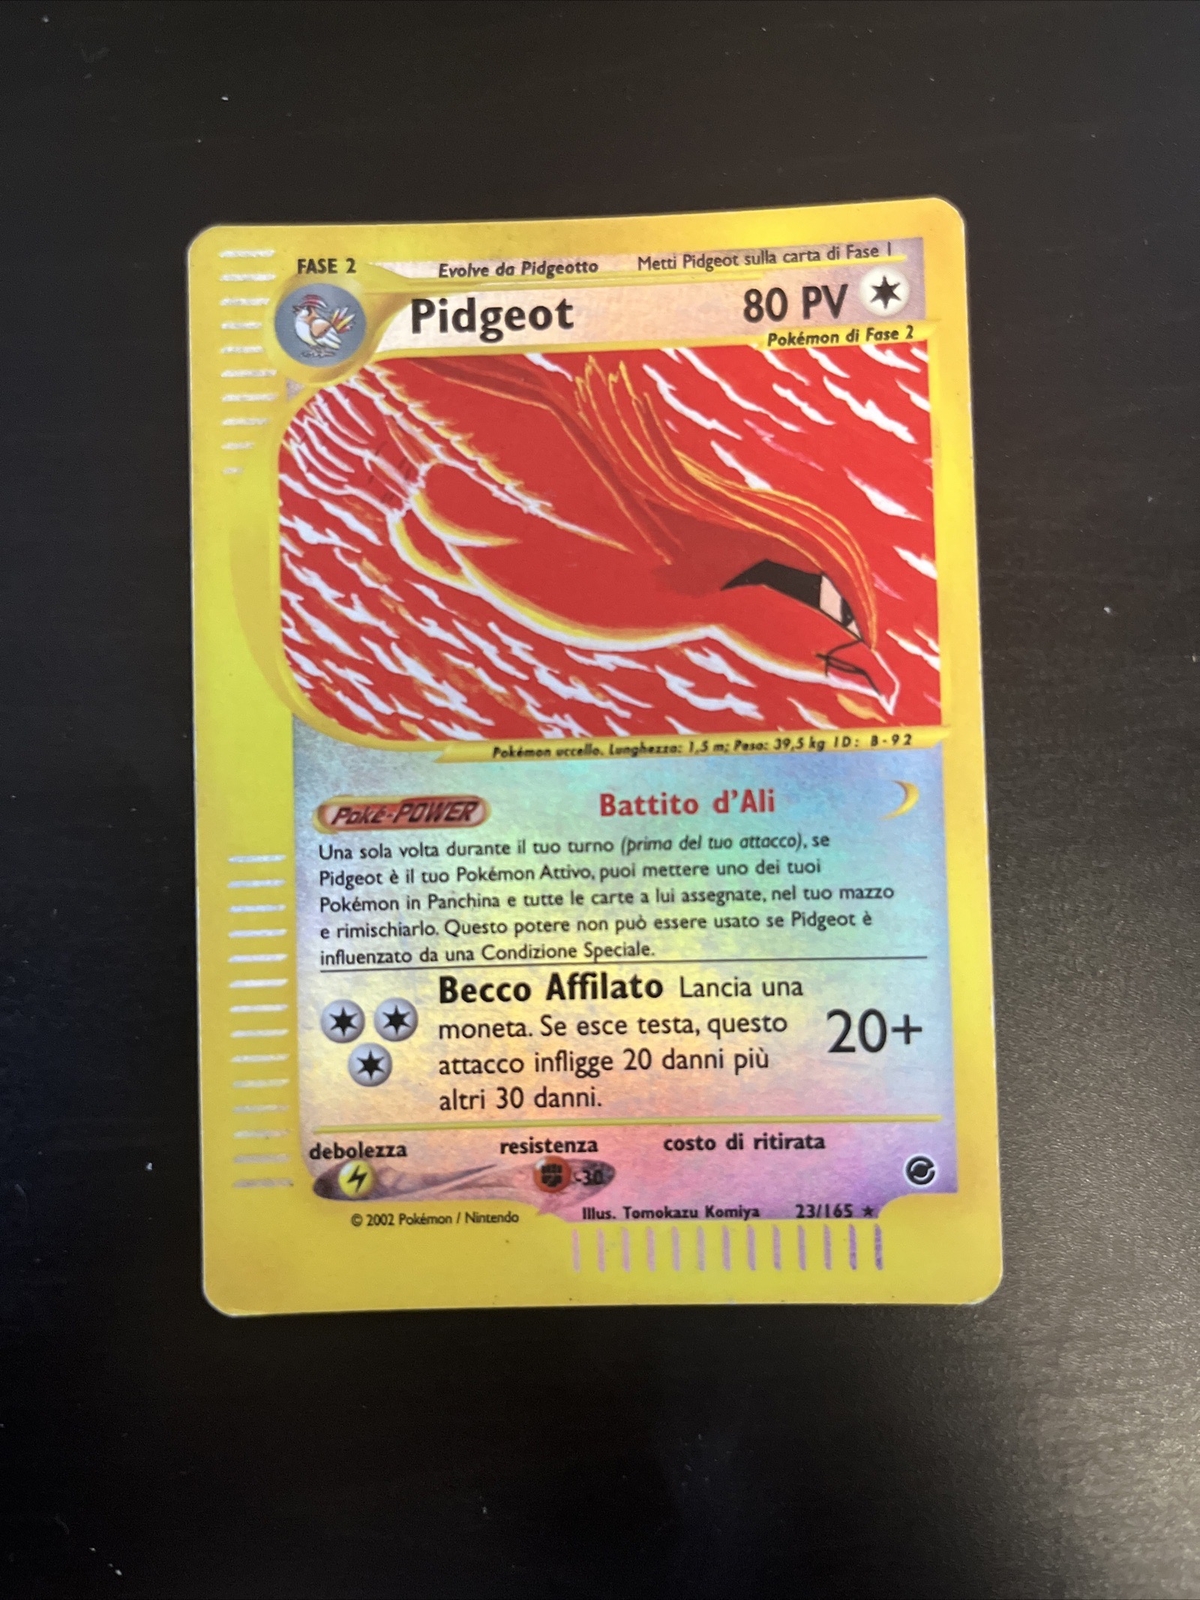 FASE 2
Evolve da Pidgeotto
Metti Pidgeot sulla carta di Fase 1
Pidgeot
80 PV
Pokémon di Fase 2
Pokémon uccello. Lunghezza: 1,5 m; Peso: 39,5 kg ID: B-92
Poké-POWER
Battito d'Ali
Una sola volta durante il tuo turno (prima del tuo attacco), se
Pidgeot è il tuo Pokémon Attivo, puoi mettere uno dei tuoi
Pokémon in Panchina e tutte le carte a lui assegnate, nel tuo mazzo
e rimischiarlo. Questo potere non può essere usato se Pidgeot è
influenzato da una Condizione Speciale.
Becco Affilato Lancia una
moneta. Se esce testa, questo
attacco infligge 20 danni più
altri 30 danni.
20+
debolezza
resistenza
costo di ritirata
-30
© 2002 Pokémon / Nintendo
Illus. Tomokazu Komiya
23/165 ★